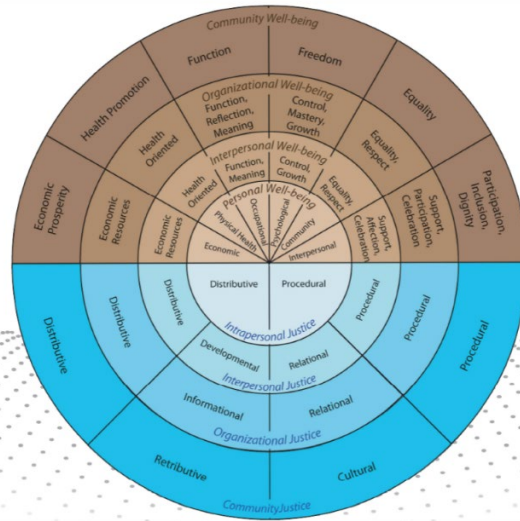 Community Well-being
Function
Freedom
Health Promotion
Equality
Economic
Prosperity
Participation,
Inclusion,
Dignity
Organizational Well-being
Function,
Reflection,
Meaning
Control,
Mastery,
Growth
Health
Oriented
Equality,
Respect
Economic
Resources
Support,
Participation,
Celebration
Interpersonal Well-being
Function,
Meaning
Control,
Growth
Health
Oriented
Equality,
Respect
Economic
Resources
Support,
Affection,
Celebration
Personal Well-being
Economic
Physical Health
Occupational
Psychological
Community
Interpersonal
Distributive
Procedural
Intrapersonal Justice
Distributive
Developmental
Relational
Procedural
Interpersonal Justice
Distributive
Informational
Relational
Procedural
Organizational Justice
Distributive
Retributive
Cultural
Procedural
CommunityJustice